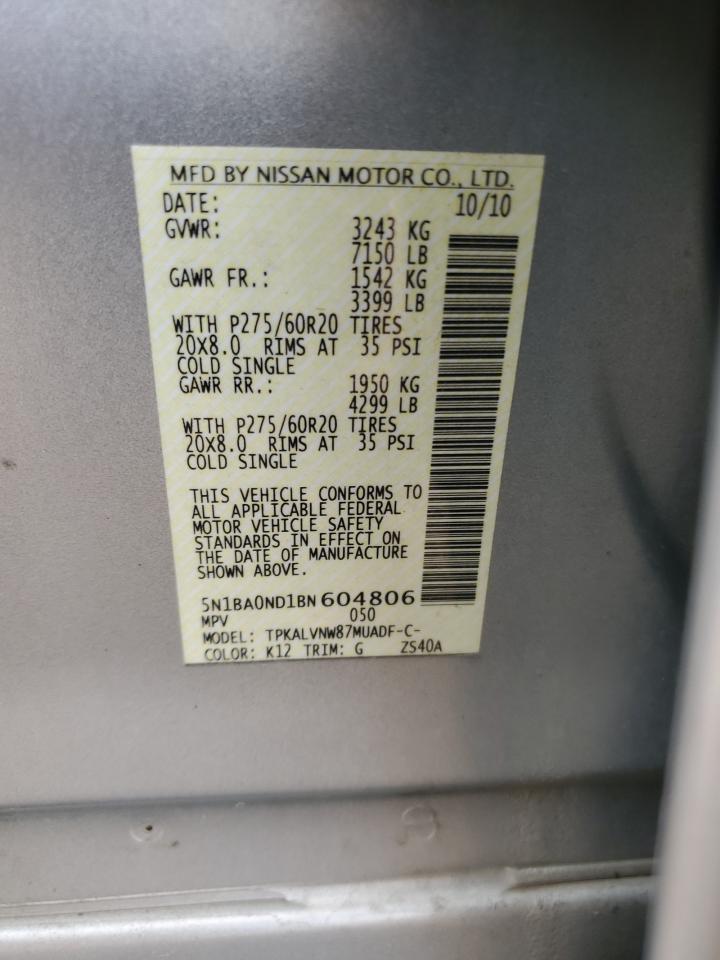 MFD BY NISSAN MOTOR CO., LTD.
DATE: 10/10
GVWR: 3243 KG
7150 LB
GAWR FR.: 1542 KG
3399 LB
WITH P275/60R20 TIRES
20X8.0 RIMS AT 35 PSI
COLD SINGLE
GAWR RR.: 1950 KG
4299 LB
WITH P275/60R20 TIRES
20X8.0 RIMS AT 35 PSI
COLD SINGLE
THIS VEHICLE CONFORMS TO
ALL APPLICABLE FEDERAL
MOTOR VEHICLE SAFETY
STANDARDS IN EFFECT ON
THE DATE OF MANUFACTURE
SHOWN ABOVE.
5N1BA0ND1BN604806
MPV 050
MODEL: TPKALVNW87MUADF-C-
COLOR: K12 TRIM: G ZS40A